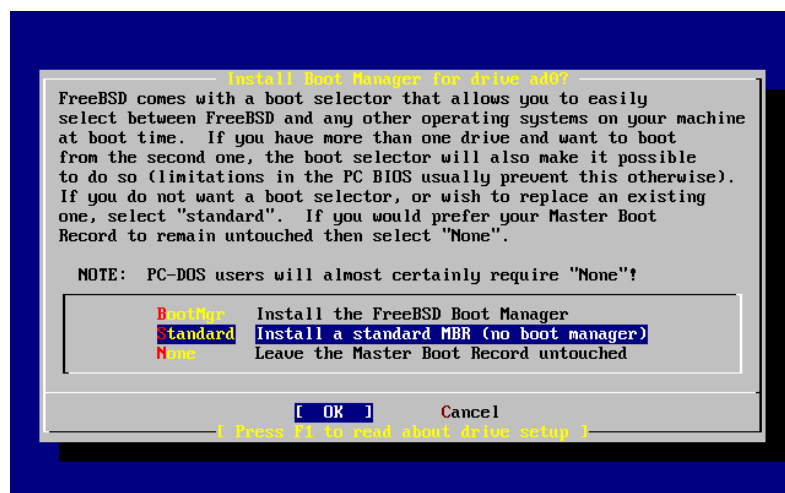 Install Boot Manager for drive ad0?
FreeBSD comes with a boot selector that allows you to easily
select between FreeBSD and any other operating systems on your machine
at boot time.  If you have more than one drive and want to boot
from the second one, the boot selector will also make it possible
to do so (limitations in the PC BIOS usually prevent this otherwise).
If you do not want a boot selector, or wish to replace an existing
one, select "standard".  If you would prefer your Master Boot
Record to remain untouched then select "None".
NOTE:  PC-DOS users will almost certainly require "None"!
BootMgr   Install the FreeBSD Boot Manager
Standard  Install a standard MBR (no boot manager)
None      Leave the Master Boot Record untouched
[  OK  ]     Cancel
[ Press F1 to read about drive setup ]